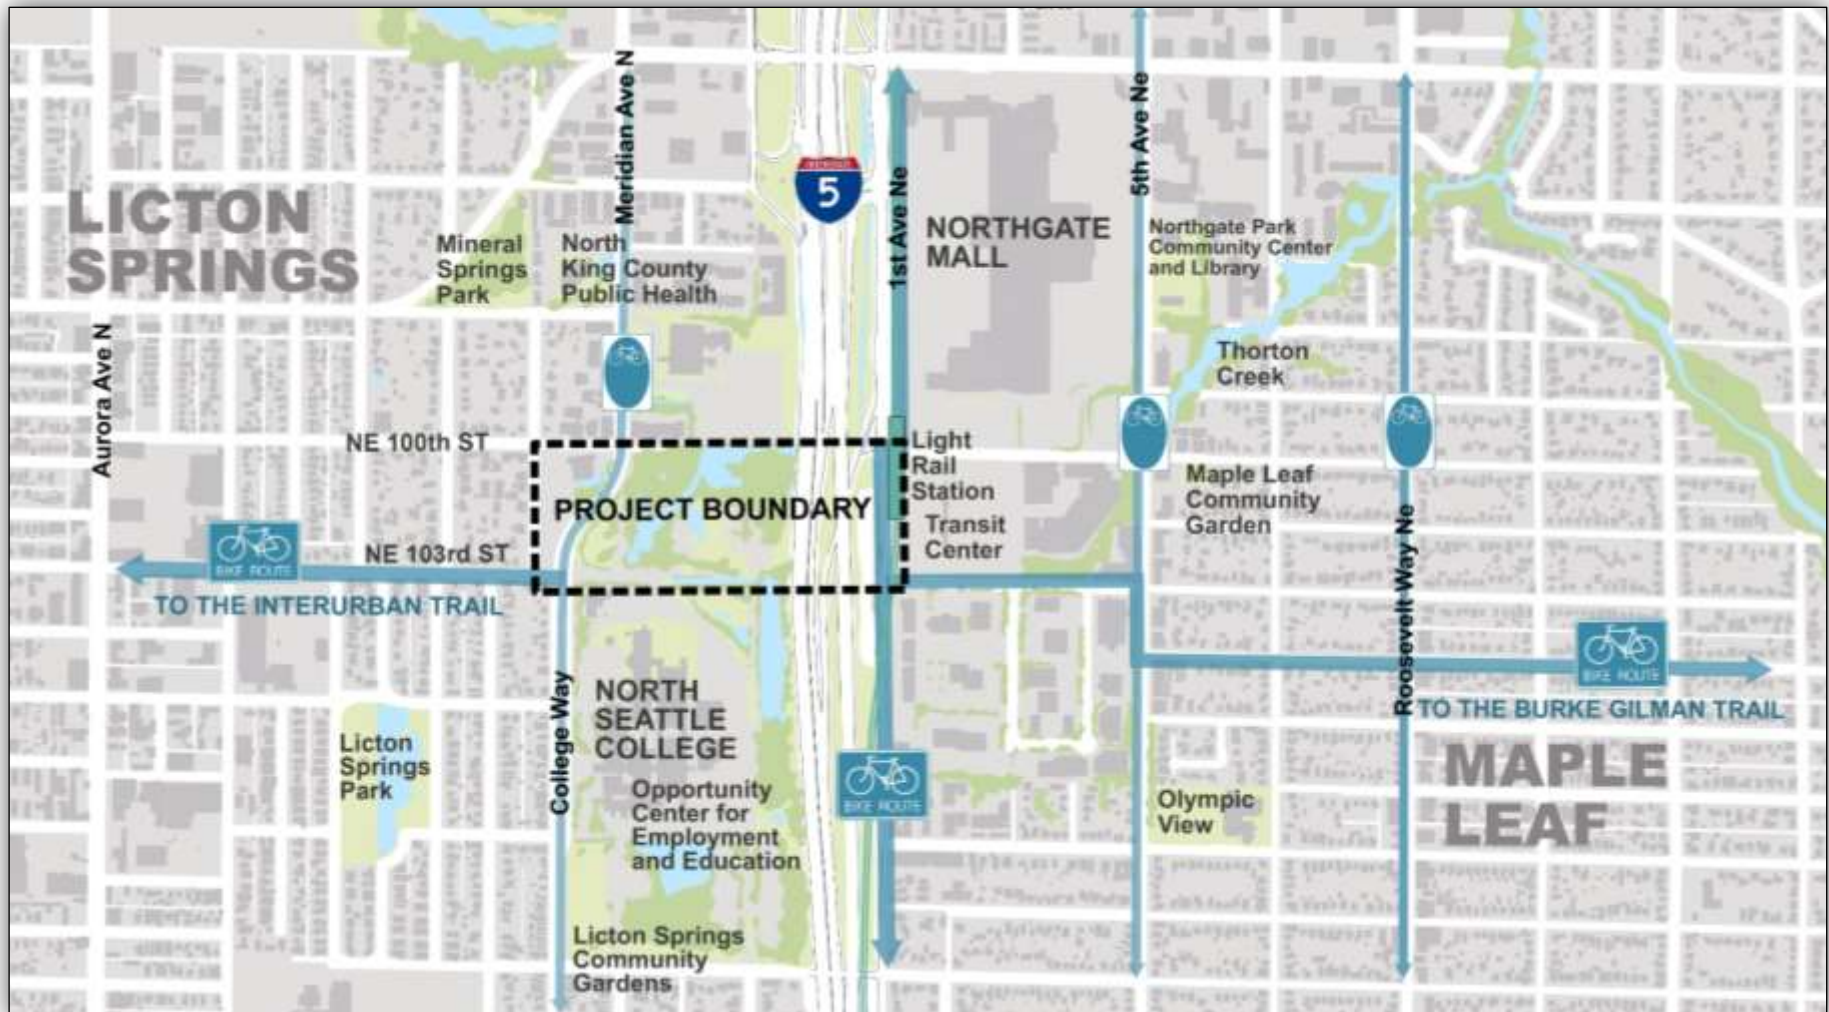 LICTON
SPRINGS
Aurora Ave N
Mineral
Springs
Park
Meridian Ave N
North
King County
Public Health
INTERSTATE
5
1st Ave Ne
NORTHGATE
MALL
5th Ave Ne
Northgate Park
Community Center
and Library
Thorton
Creek
NE 100th ST
PROJECT BOUNDARY
Light
Rail
Station
Transit
Center
Maple Leaf
Community
Garden
Roosevelt Way Ne
NE 103rd ST
BIKE ROUTE
TO THE INTERURBAN TRAIL
BIKE ROUTE
TO THE BURKE GILMAN TRAIL
MAPLE
LEAF
College Way
NORTH
SEATTLE
COLLEGE
Licton
Springs
Park
Opportunity
Center for
Employment
and Education
BIKE ROUTE
Olympic
View
Licton Springs
Community
Gardens